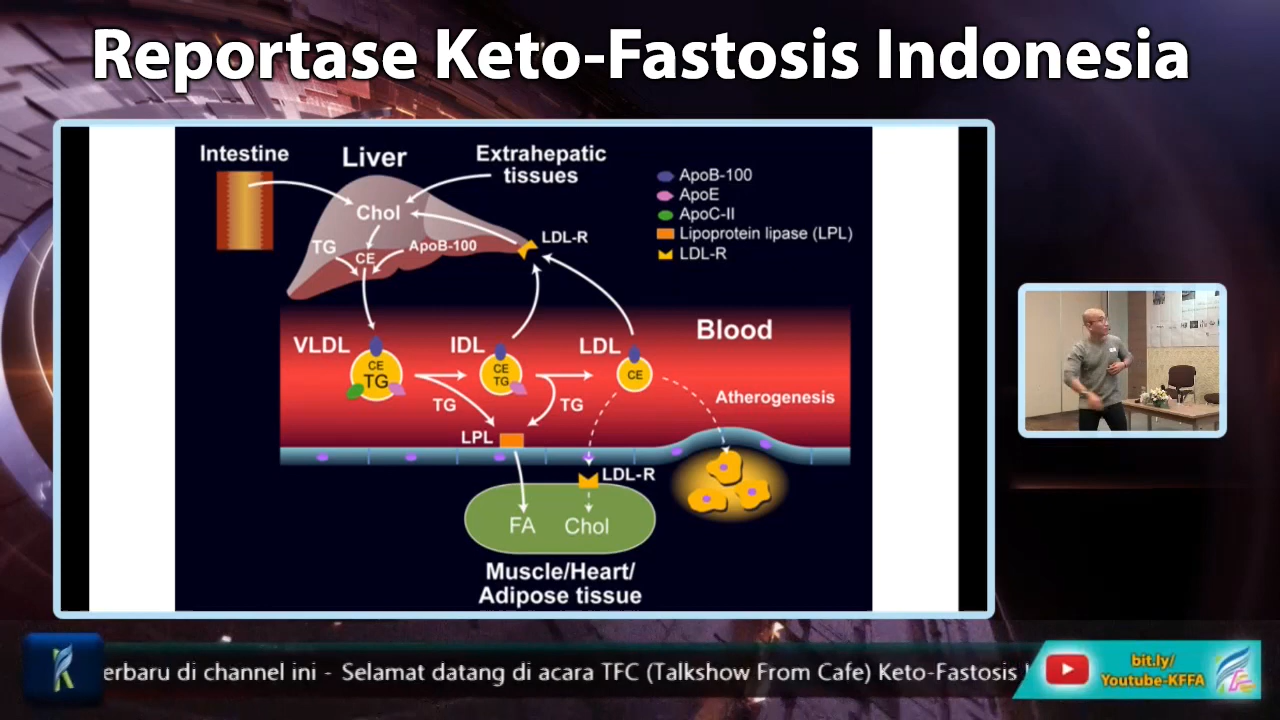 Reportase Keto-Fastosis Indonesia
Intestine
Liver
Extrahepatic
tissues
ApoB-100
ApoE
ApoC-II
Lipoprotein lipase (LPL)
LDL-R
Chol
TG
CE
ApoB-100
LDL-R
Blood
VLDL
CE
TG
IDL
CE
TG
LDL
CE
TG
TG
Atherogenesis
LPL
LDL-R
FA
Chol
Muscle/Heart/
Adipose tissue
erbaru di channel ini - Selamat datang di acara TFC (Talkshow From Cafe) Keto-Fastosis
bit.ly/
Youtube-KFFA